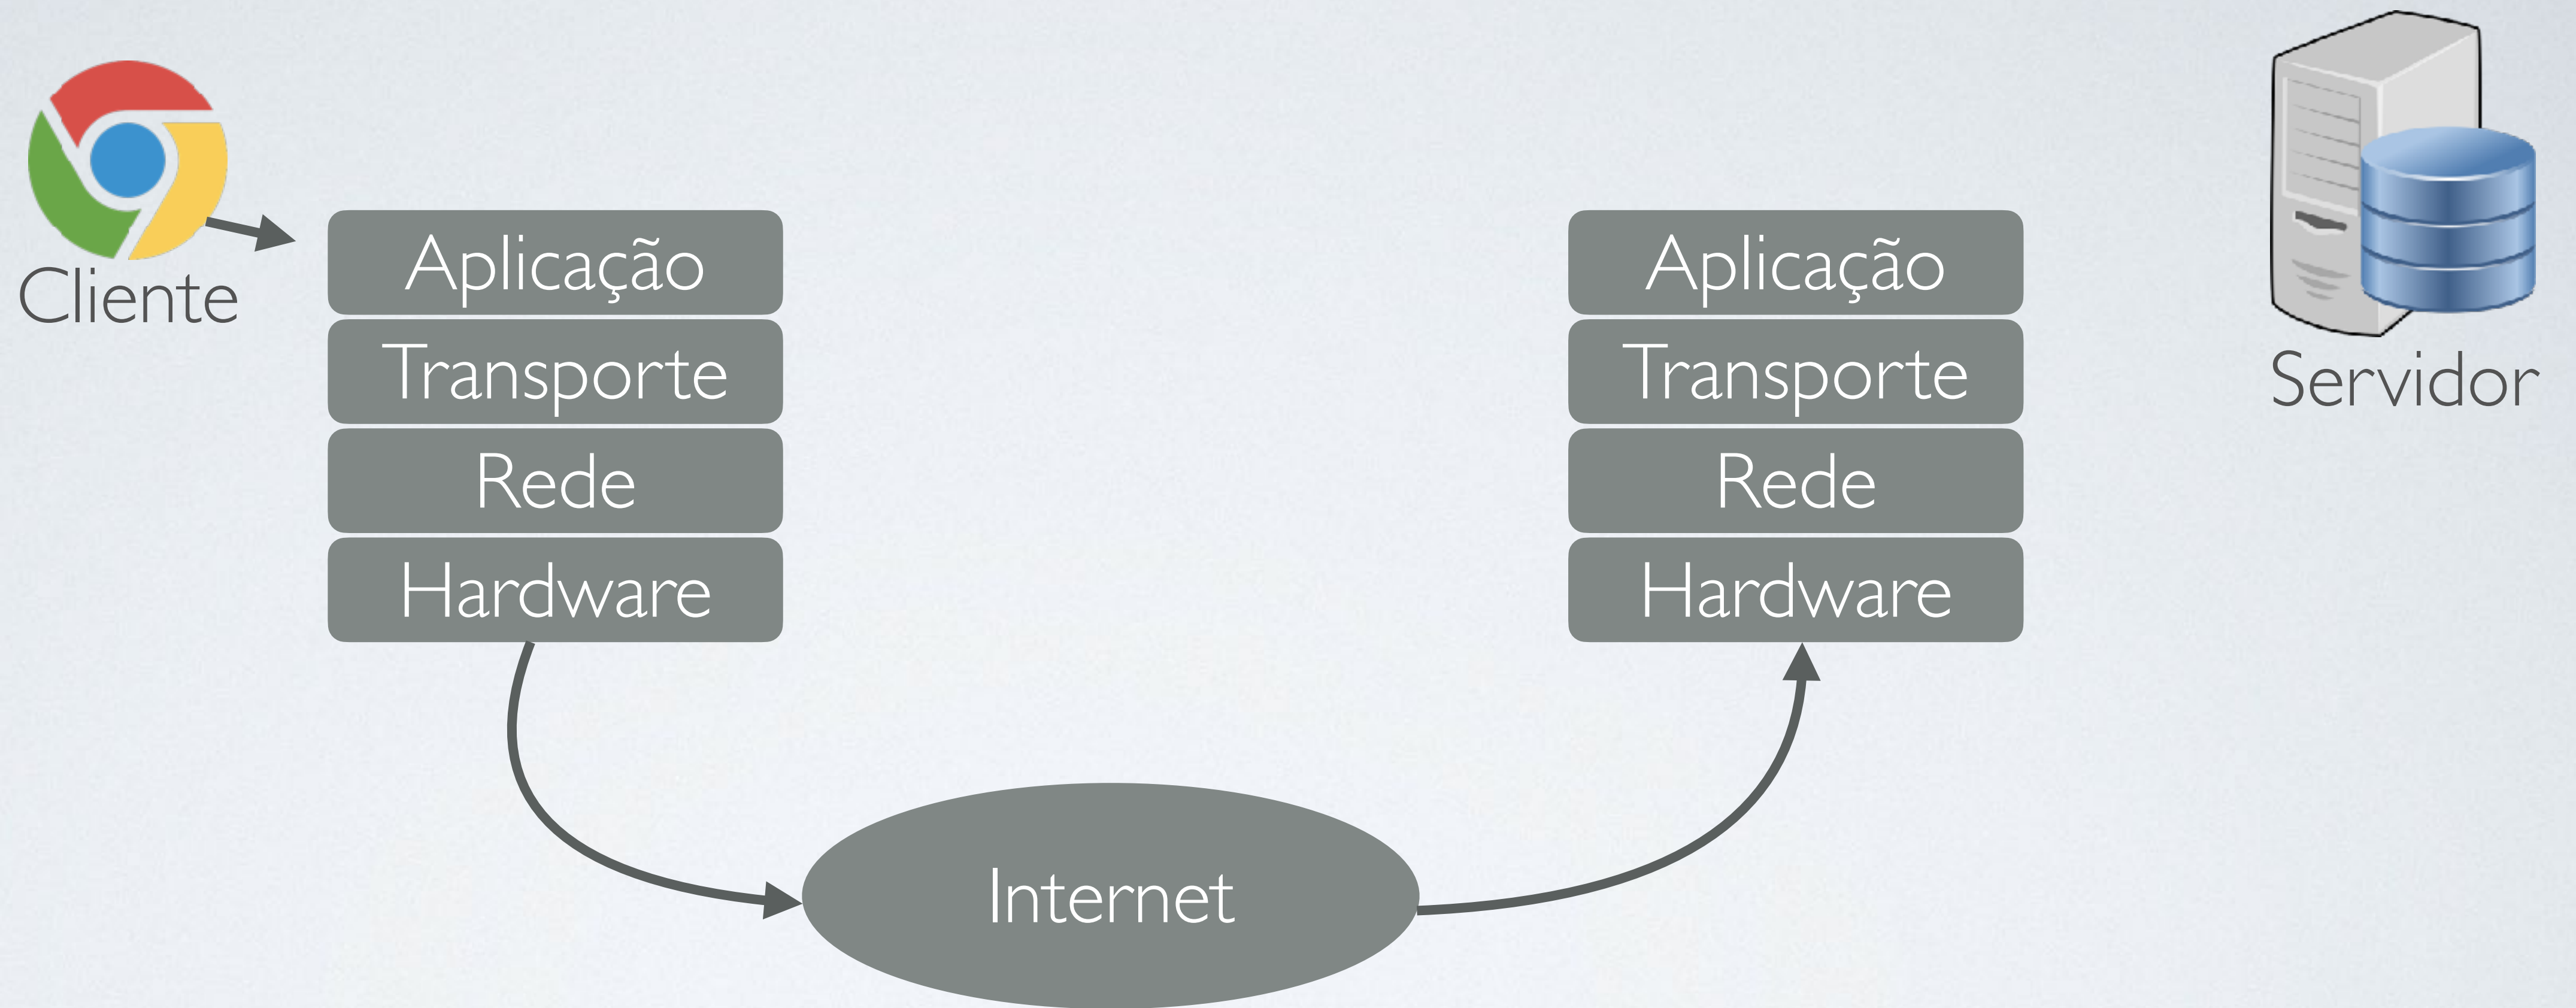 Cliente
Aplicação
Transporte
Rede
Hardware
Internet
Aplicação
Transporte
Rede
Hardware
Servidor